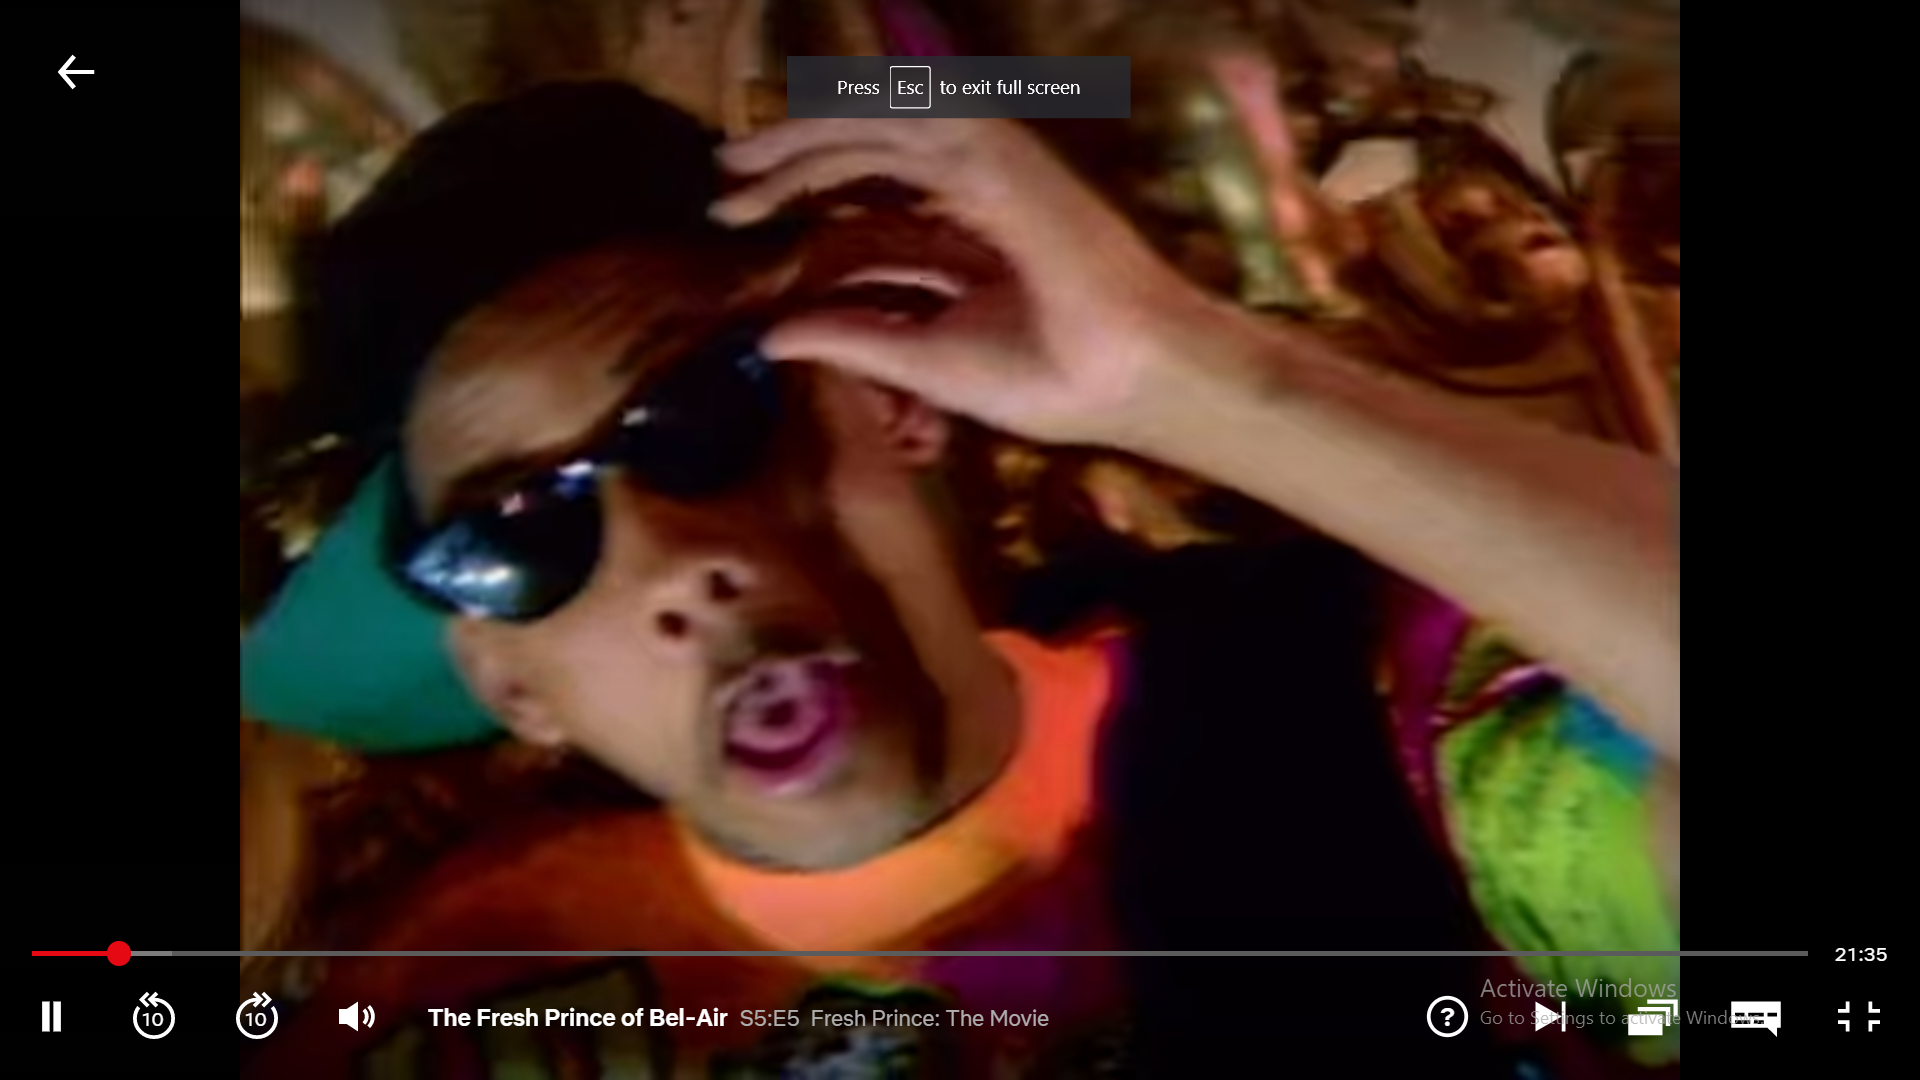 Press Esc to exit full screen
21:35
10
10
The Fresh Prince of Bel-Air S5:E5 Fresh Prince: The Movie
?
Activate Windows
Go to Settings to activate Windows.